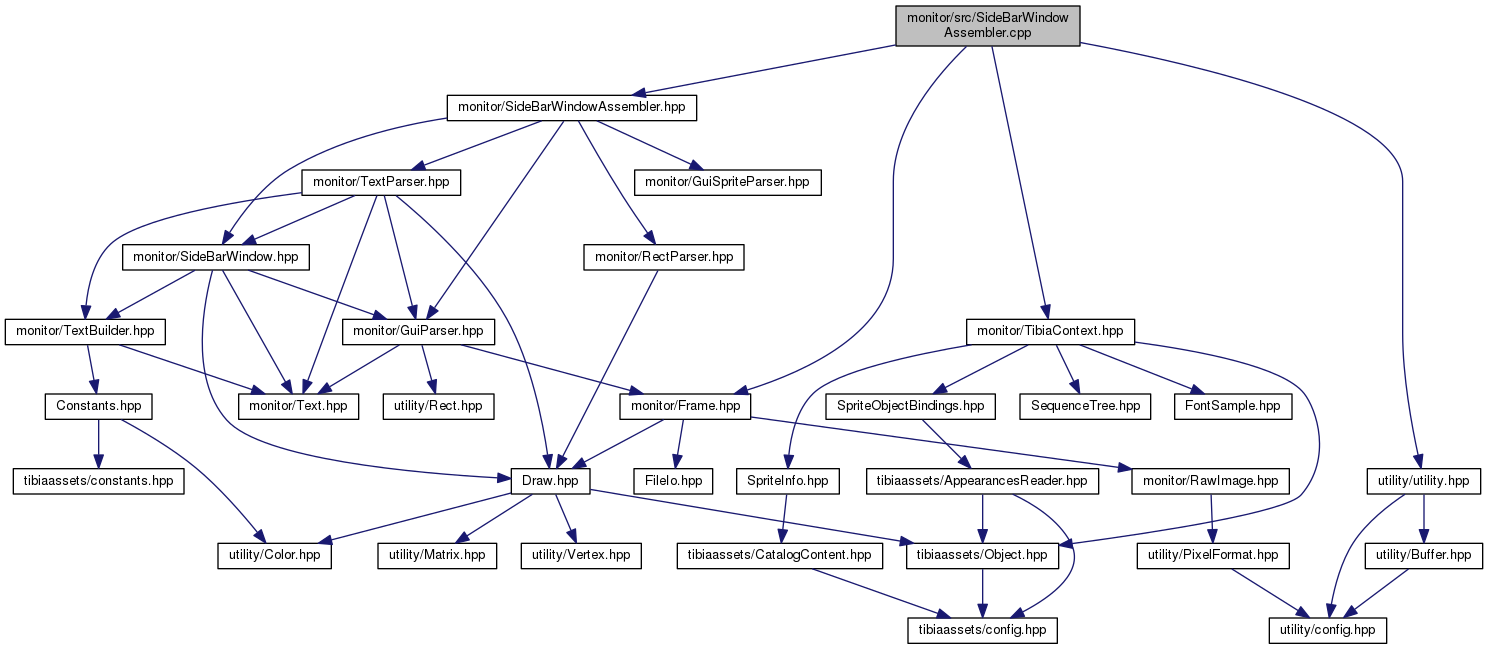 monitor/src/SideBarWindow
Assembler.cpp
monitor/SideBarWindowAssembler.hpp
monitor/TextParser.hpp
monitor/GuiSpriteParser.hpp
monitor/SideBarWindow.hpp
monitor/RectParser.hpp
monitor/TextBuilder.hpp
monitor/GuiParser.hpp
monitor/TibiaContext.hpp
Constants.hpp
monitor/Text.hpp
utility/Rect.hpp
monitor/Frame.hpp
SpriteObjectBindings.hpp
SequenceTree.hpp
FontSample.hpp
tibiaassets/constants.hpp
Draw.hpp
FileIo.hpp
SpriteInfo.hpp
tibiaassets/AppearancesReader.hpp
monitor/RawImage.hpp
utility/utility.hpp
utility/Color.hpp
utility/Matrix.hpp
utility/Vertex.hpp
tibiaassets/CatalogContent.hpp
tibiaassets/Object.hpp
utility/PixelFormat.hpp
utility/Buffer.hpp
tibiaassets/config.hpp
utility/config.hpp